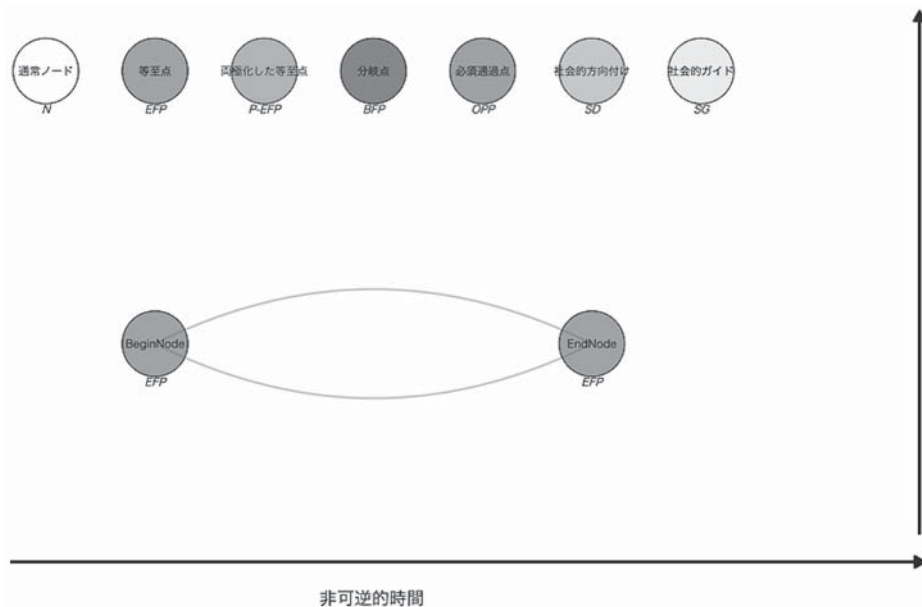 通常ノード
等至点
両極化した等至点
分岐点
必須通過点
社会的方向付け
社会的ガイド
N
EFP
P-EFP
BFP
OPP
SD
SG
BeginNode
EndNode
EFP
EFP
非可逆的時間